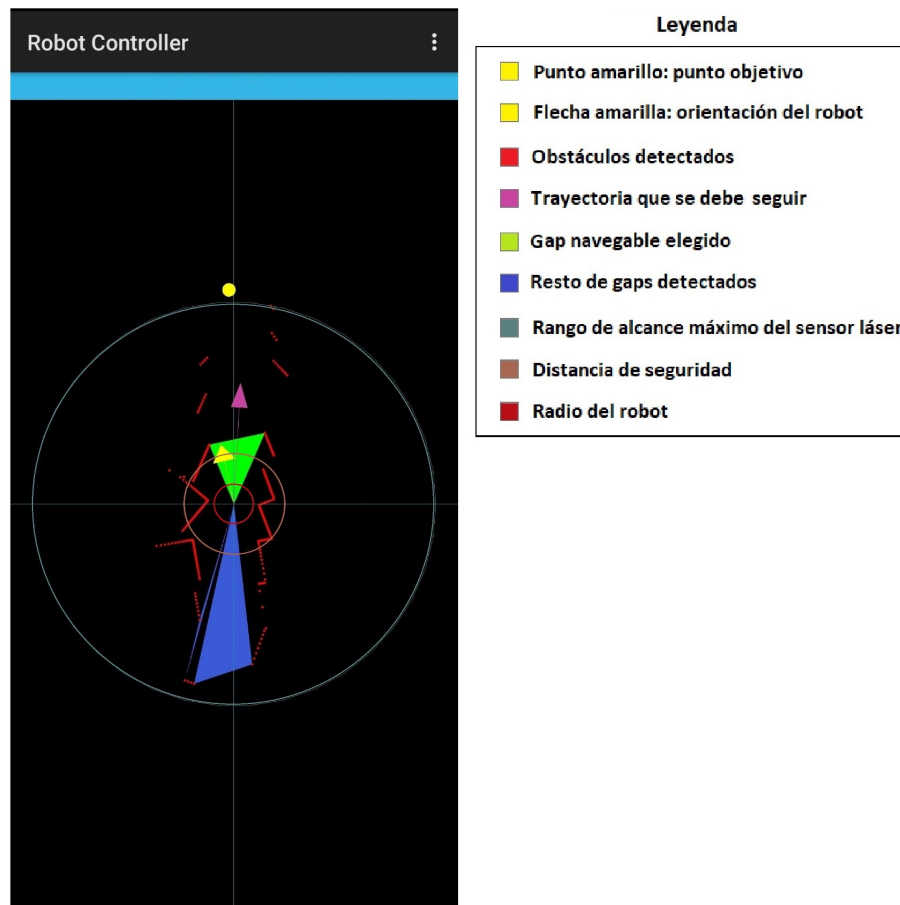 Robot Controller
Leyenda
Punto amarillo: punto objetivo
Flecha amarilla: orientación del robot
Obstáculos detectados
Trayectoria que se debe seguir
Gap navegable elegido
Resto de gaps detectados
Rango de alcance máximo del sensor láser
Distancia de seguridad
Radio del robot